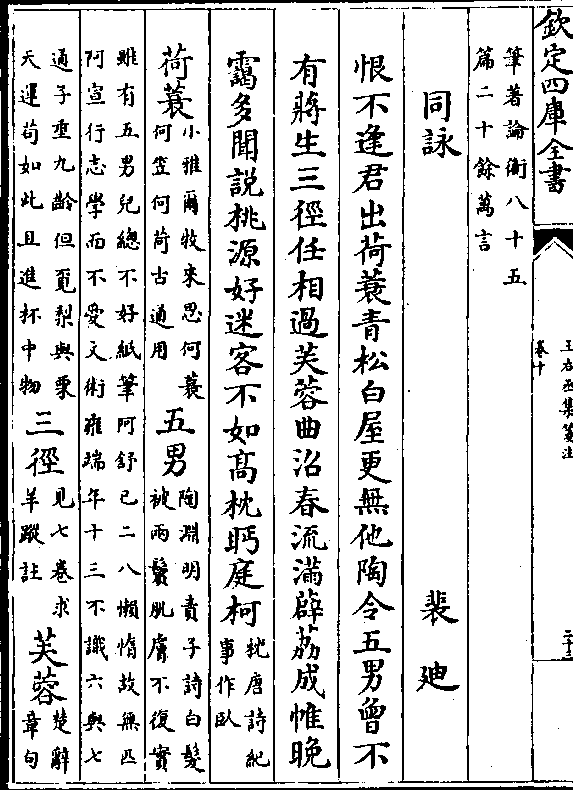 欽定四庫全書
王右丞集箋注
卷十
筆著論衡八十五
篇二十餘萬言
同詠 裴迪
恨不逢君出荷蓑青松白屋更無他陶令五男曾不
有蔣生三徑任相過芙蓉曲沼春流滿薜荔成帷晚
靄多聞說桃源好迷客不如高枕眄庭柯
枕唐詩紀
事作臥
荷蓑
小雅爾牧來思何蓑
何笠何荷古通用
五男
陶淵明責子詩白髮
被兩鬢肌膚不復實
雖有五男兒總不好紙筆阿舒已二八懶惰故無匹
阿宣行志學而不愛文術雍端年十三不識六與七
通子垂九齡但覓梨與栗
天運苟如此且進杯中物
三徑
見七卷求
羊蹤註
芙蓉
楚辭
章句